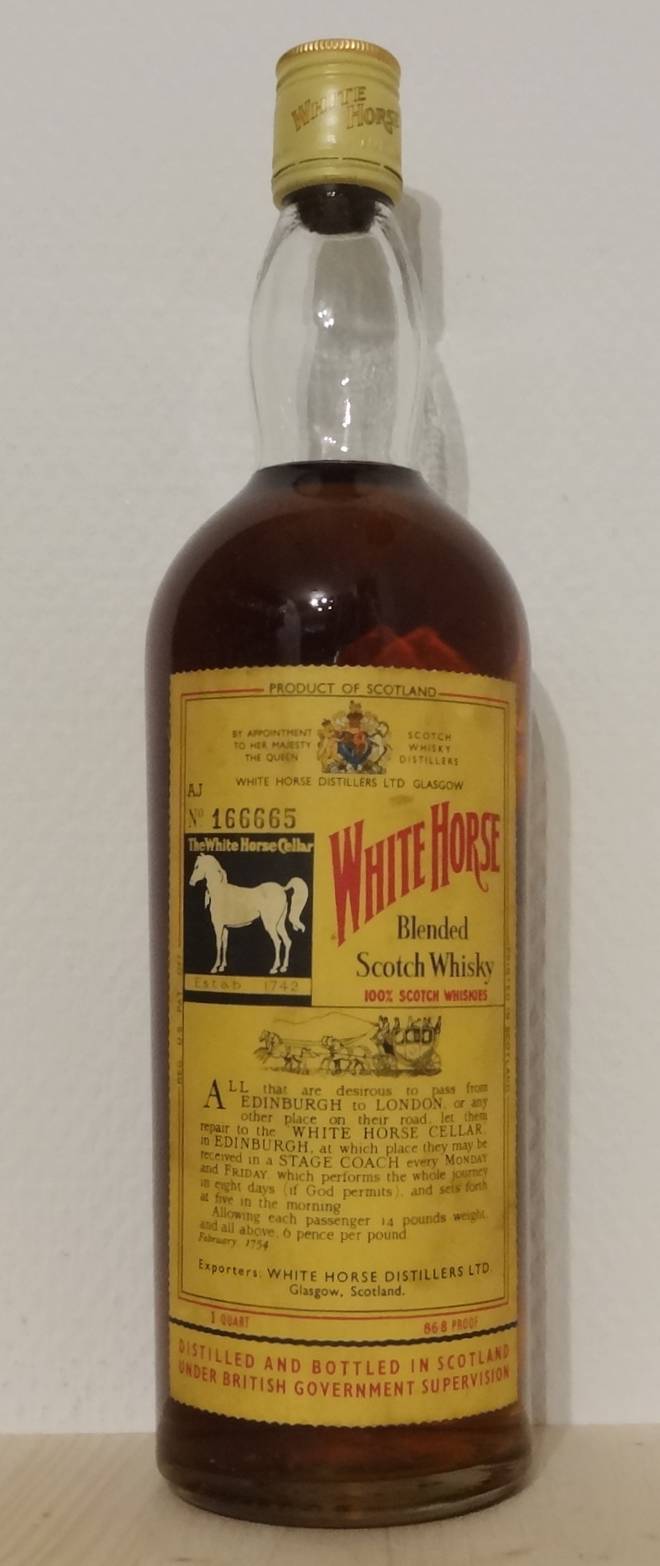 WHITE
HORSE
PRODUCT OF SCOTLAND
BY APPOINTMENT
TO HER MAJESTY
THE QUEEN
SCOTCH
WHISKY
DISTILLERS
WHITE HORSE DISTILLERS LTD GLASGOW
AJ
Nº 166665
The White Horse Cellar
Estab 1742
WHITE HORSE
Blended
Scotch Whisky
100% SCOTCH WHISKIES
ALL that are desirous to pass from
EDINBURGH to LONDON, or any
other place on their road, let them
repair to the WHITE HORSE CELLAR,
in EDINBURGH, at which place they may be
received in a STAGE COACH every MONDAY
and FRIDAY, which performs the whole journey
in eight days (if God permits), and sets forth
at five in the morning
Allowing each passenger 14 pounds weight,
and all above, 6 pence per pound
February 1754
Exporters: WHITE HORSE DISTILLERS LTD.
Glasgow, Scotland.
1 QUART
86·8 PROOF
DISTILLED AND BOTTLED IN SCOTLAND
UNDER BRITISH GOVERNMENT SUPERVISION
REG. U.S. PAT. OFF.
PRINTED IN SCOTLAND